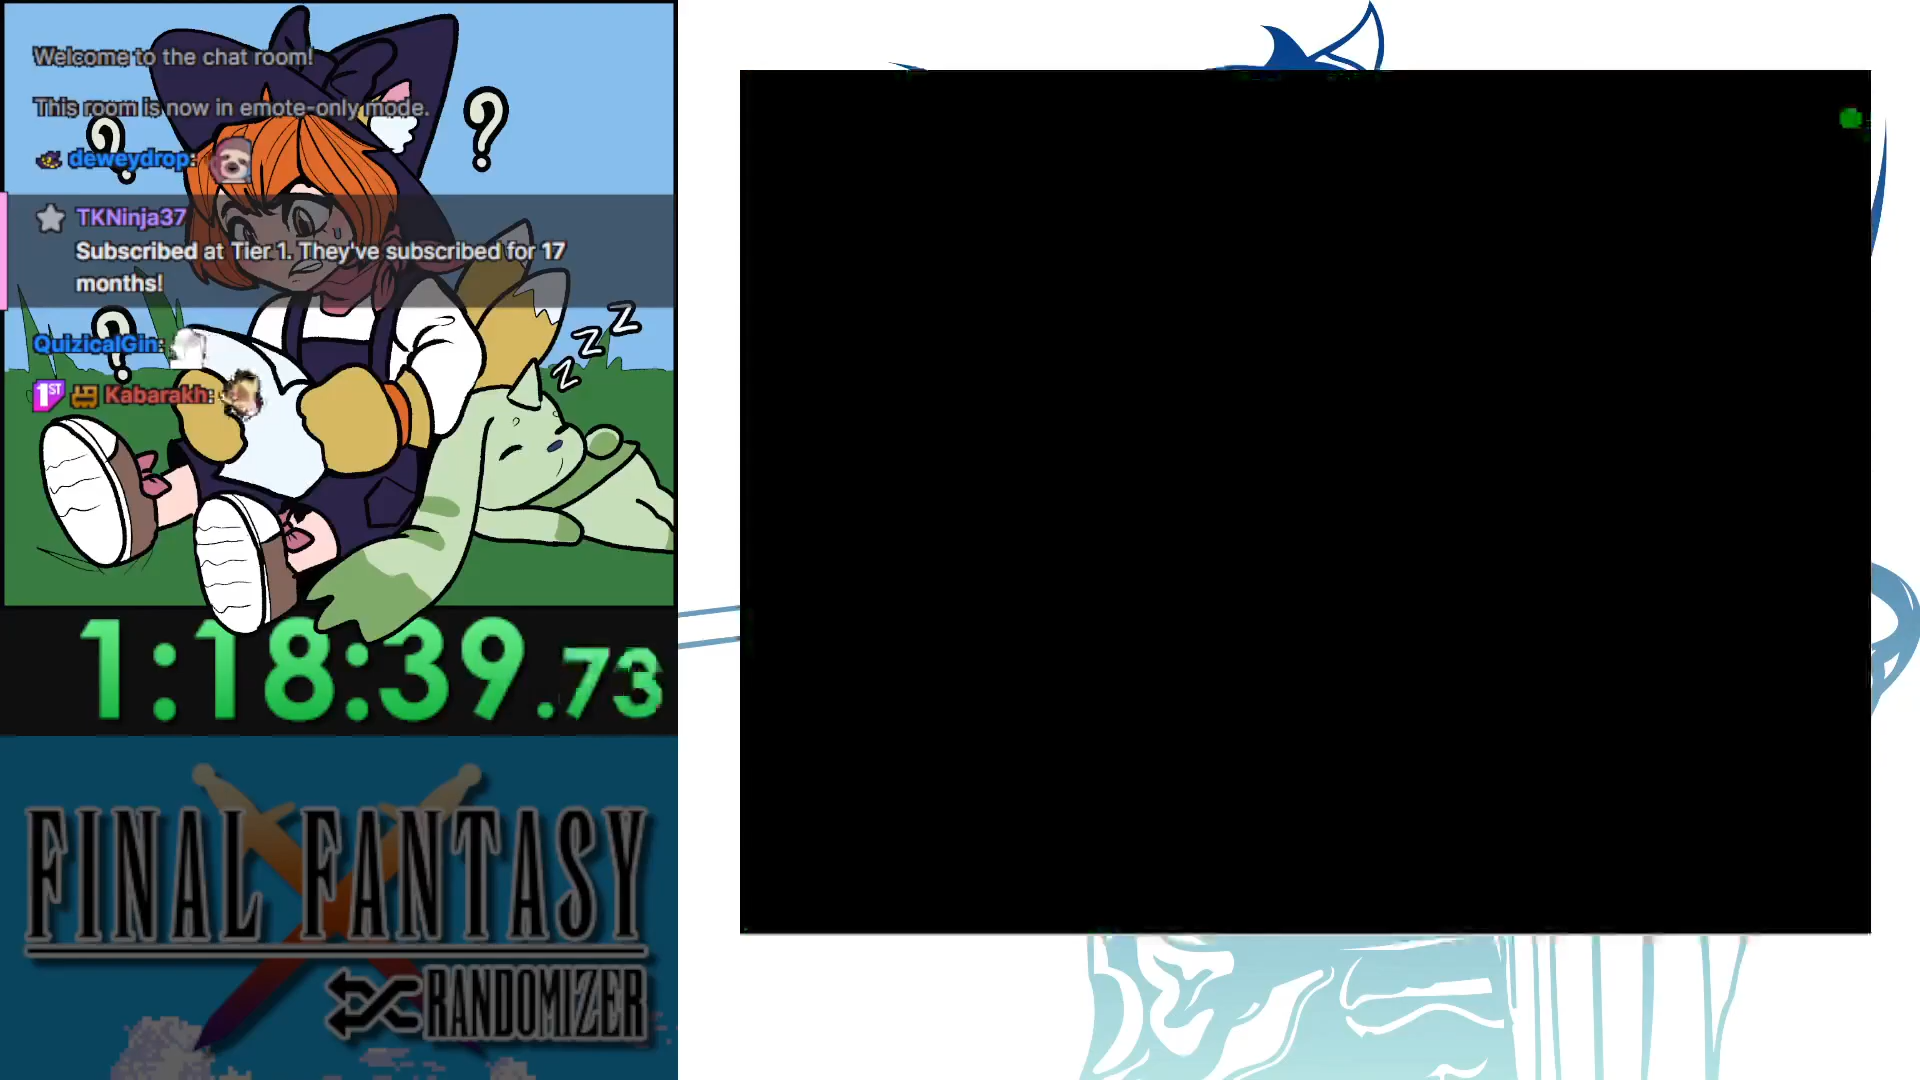 Welcome to the chat room!
This room is now in emote-only mode.
deweydrop:
TKNinja37
Subscribed at Tier 1. They've subscribed for 17
months!
QuizicalGin:
1ST Kabarakh:
? ? ?
z z z
1:18:39.73
FINAL FANTASY
RANDOMIZER